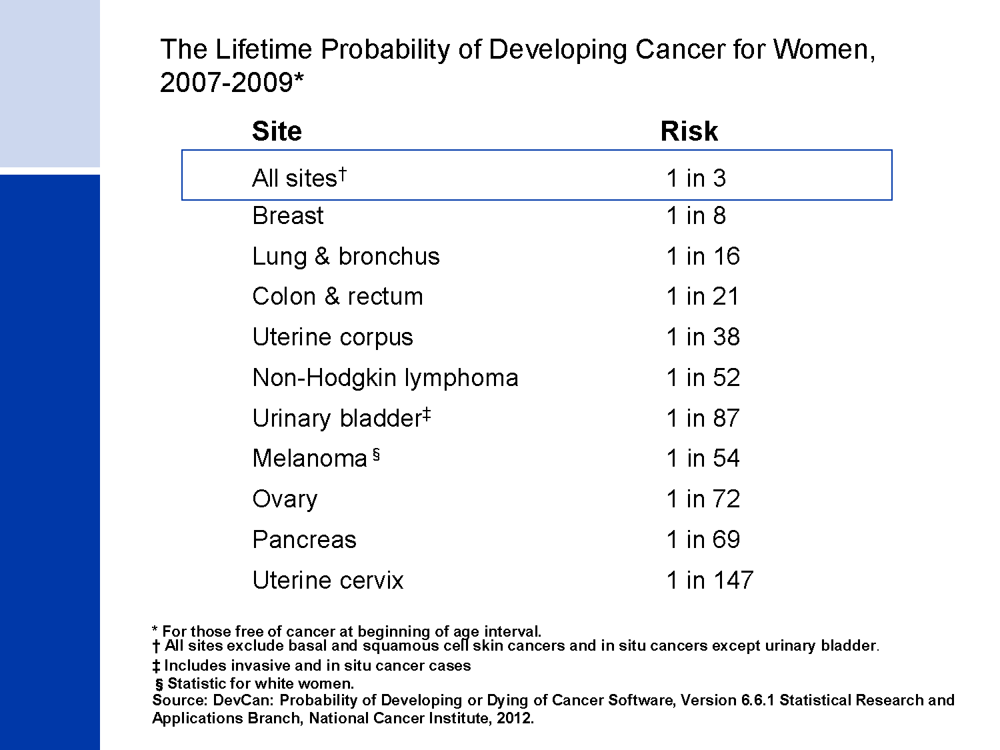 The Lifetime Probability of Developing Cancer for Women,
2007-2009*
Site Risk
All sites† 1 in 3
Breast 1 in 8
Lung & bronchus 1 in 16
Colon & rectum 1 in 21
Uterine corpus 1 in 38
Non-Hodgkin lymphoma 1 in 52
Urinary bladder‡ 1 in 87
Melanoma § 1 in 54
Ovary 1 in 72
Pancreas 1 in 69
Uterine cervix 1 in 147
* For those free of cancer at beginning of age interval.
† All sites exclude basal and squamous cell skin cancers and in situ cancers except urinary bladder.
‡ Includes invasive and in situ cancer cases
§ Statistic for white women.
Source: DevCan: Probability of Developing or Dying of Cancer Software, Version 6.6.1 Statistical Research and
Applications Branch, National Cancer Institute, 2012.